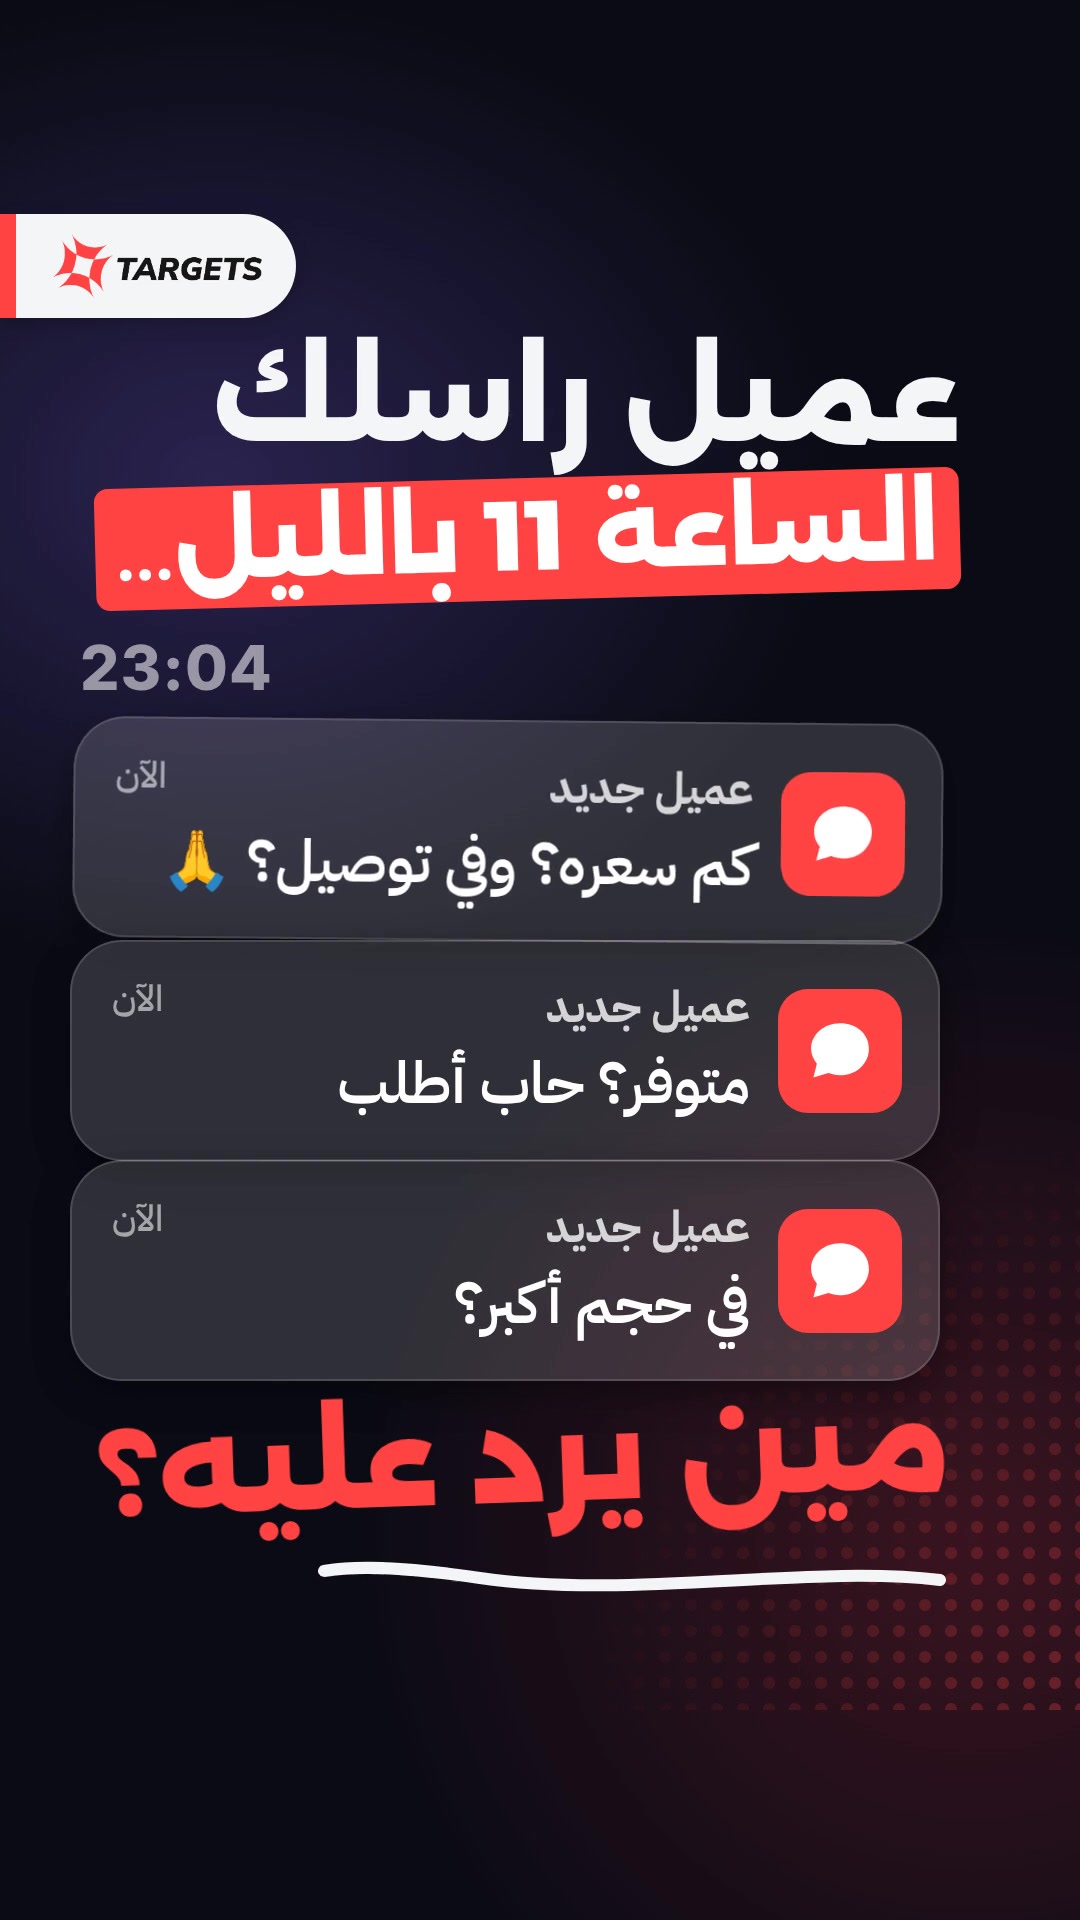 TARGETS
عميل راسلك
الساعة 11 بالليل...
23:04
عميل جديد
الآن
كم سعره؟ وفي توصيل؟ 🙏
عميل جديد
الآن
متوفر؟ حاب أطلب
عميل جديد
الآن
في حجم أكبر؟
مين يرد عليه؟